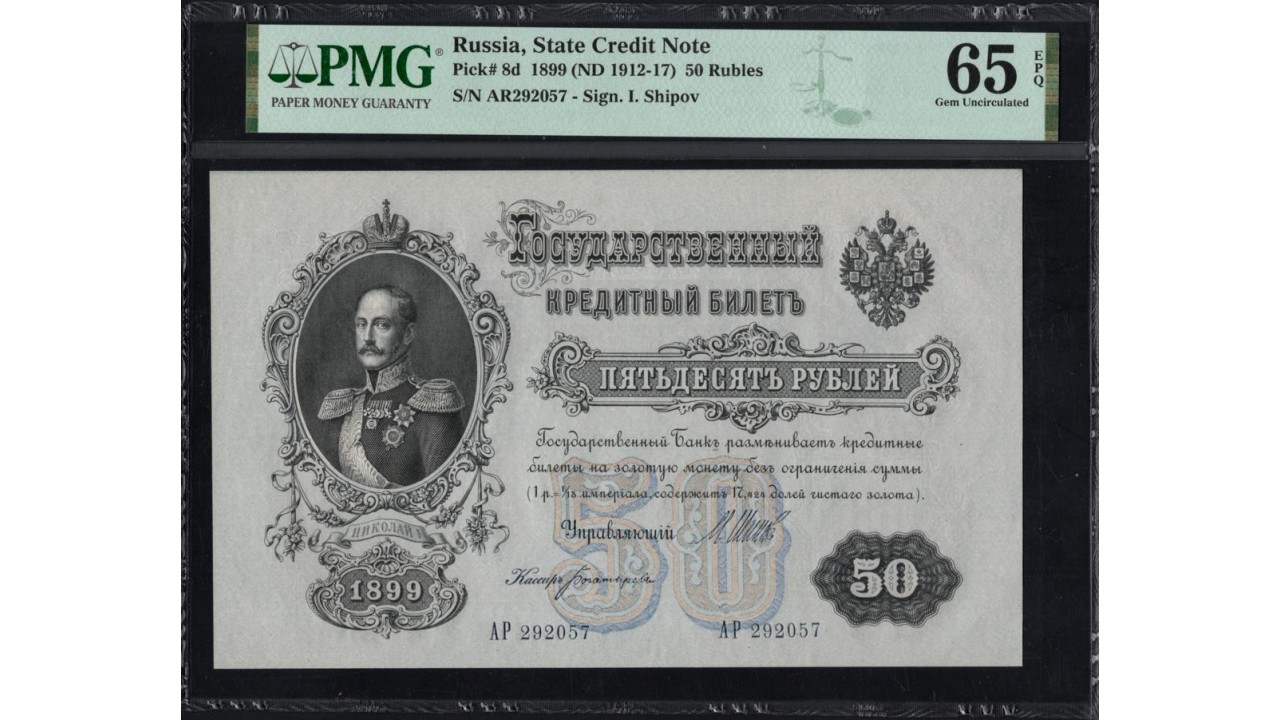 PMG®
PAPER MONEY GUARANTY
Russia, State Credit Note
Pick# 8d 1899 (ND 1912-17) 50 Rubles
S/N AR292057 - Sign. I. Shipov
65 EPQ
Gem Uncirculated
Государственный
кредитный билетъ
пятьдесятъ рублей
Государственный Банкъ размѣниваетъ кредитные
билеты на золотую монету безъ ограниченія суммы
(1 р.= 1/15 имперіала, содержитъ 17,424 долей чистаго золота).
Управляющій
Кассиръ
НИКОЛАЙ I
1899
50
50
АР 292057
АР 292057